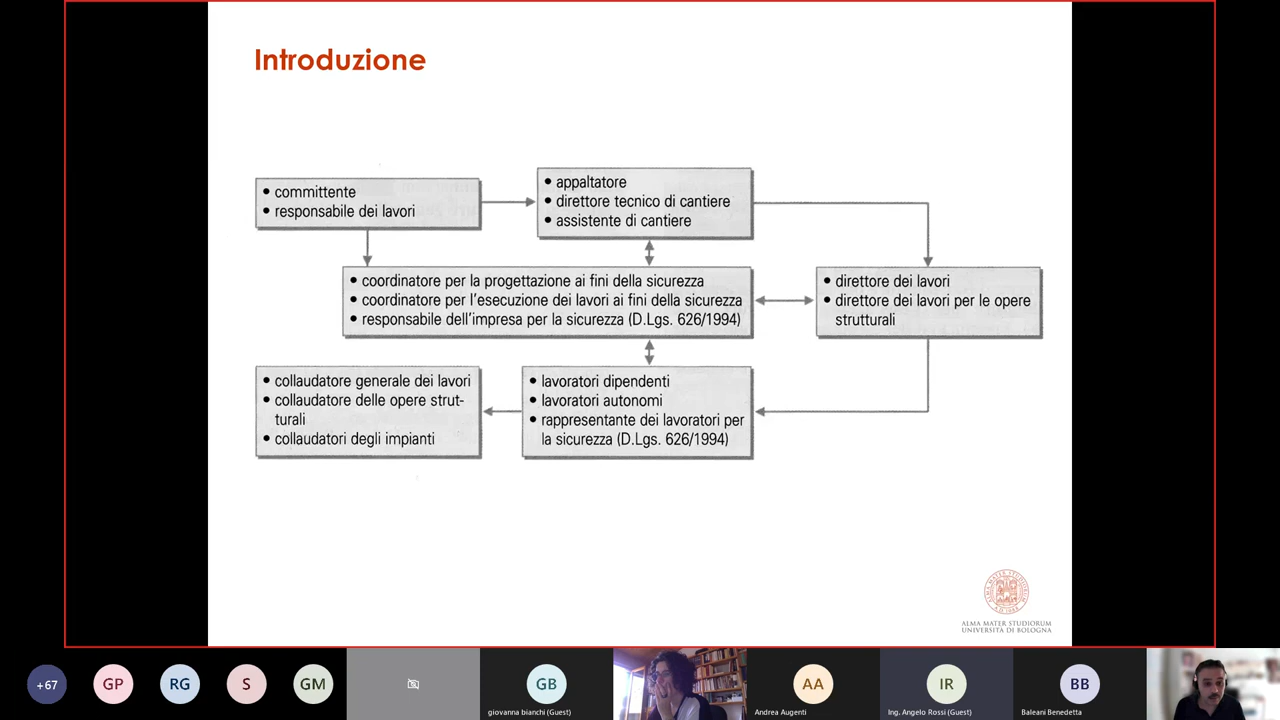 Introduzione
• committente
• responsabile dei lavori
• appaltatore
• direttore tecnico di cantiere
• assistente di cantiere
• coordinatore per la progettazione ai fini della sicurezza
• coordinatore per l'esecuzione dei lavori ai fini della sicurezza
• responsabile dell'impresa per la sicurezza (D.Lgs. 626/1994)
• direttore dei lavori
• direttore dei lavori per le opere
strutturali
• collaudatore generale dei lavori
• collaudatore delle opere strut-
turali
• collaudatori degli impianti
• lavoratori dipendenti
• lavoratori autonomi
• rappresentante dei lavoratori per
la sicurezza (D.Lgs. 626/1994)
ALMA MATER STUDIORUM
UNIVERSITÀ DI BOLOGNA
+67
GP
RG
S
GM
GB
giovanna bianchi (Guest)
AA
Andrea Augenti
IR
Ing. Angelo Rossi (Guest)
BB
Baleani Benedetta